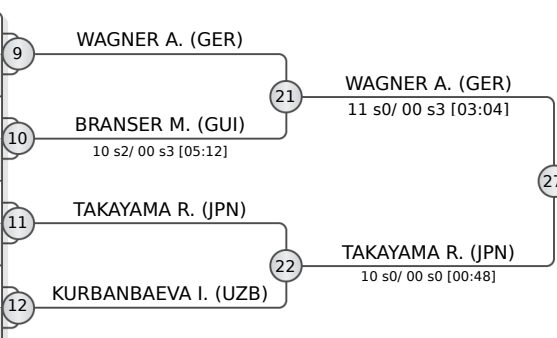 9
WAGNER A. (GER)
21
WAGNER A. (GER)
11 s0/ 00 s3 [03:04]
10
BRANSER M. (GUI)
10 s2/ 00 s3 [05:12]
27
11
TAKAYAMA R. (JPN)
22
TAKAYAMA R. (JPN)
10 s0/ 00 s0 [00:48]
12
KURBANBAEVA I. (UZB)